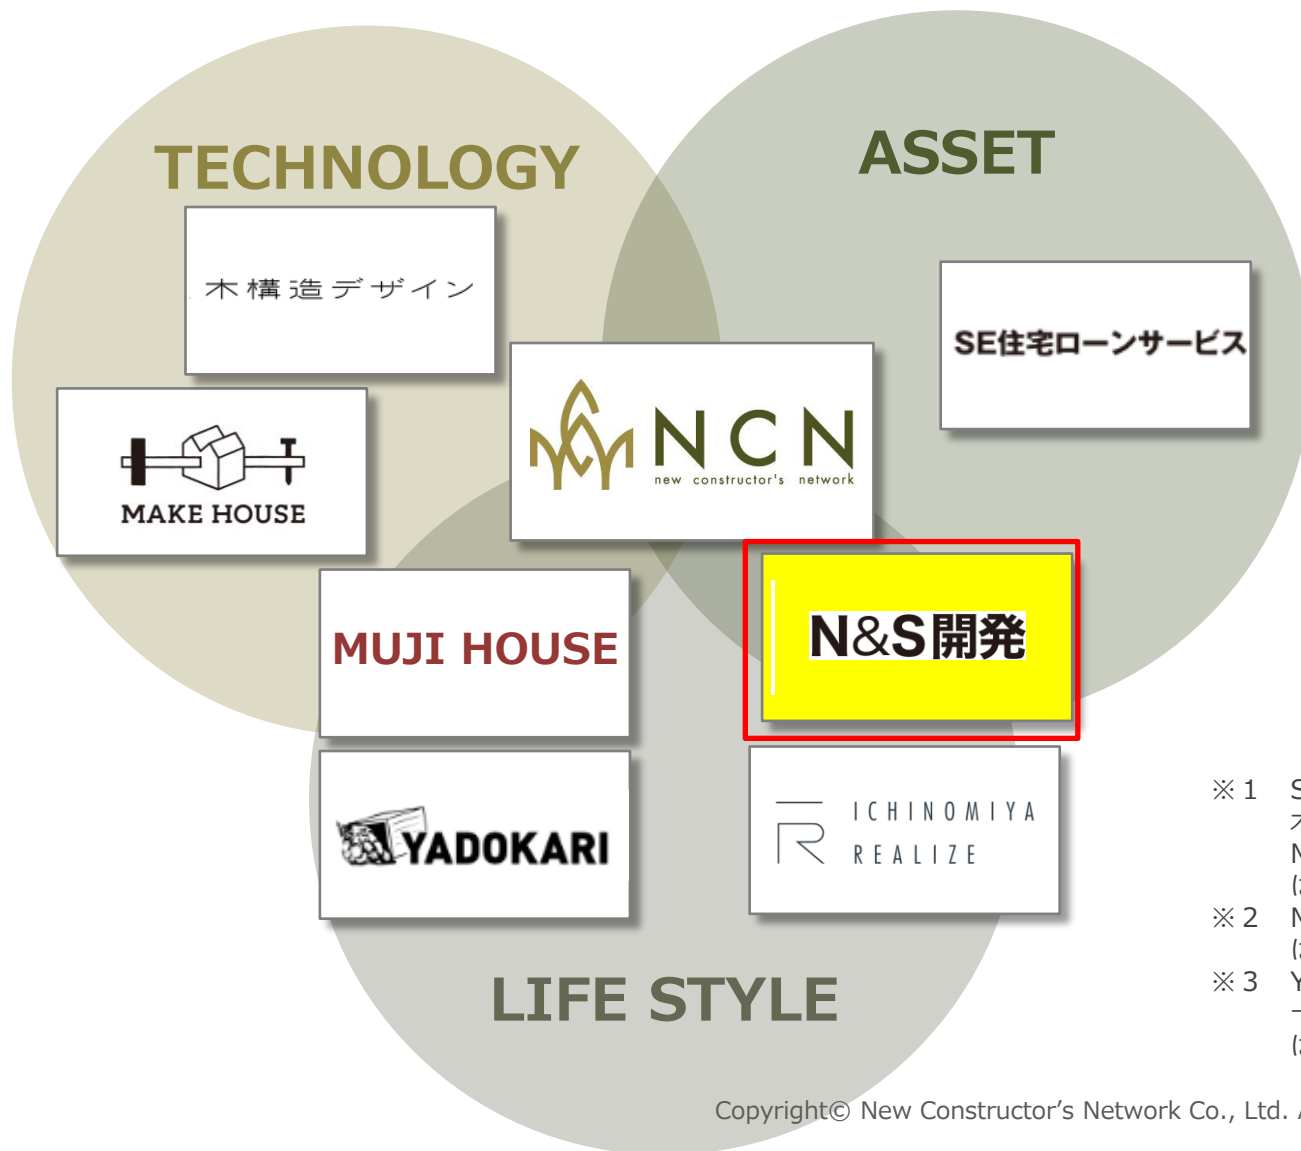 TECHNOLOGY
ASSET
木構造デザイン
SE住宅ローンサービス
NCN
new constructor's network
MAKE HOUSE
MUJI HOUSE
N&S開発
YADOKARI
ICHINOMIYA
REALIZE
LIFE STYLE
※1
※2
※3
Copyright© New Constructor’s Network Co., Ltd.